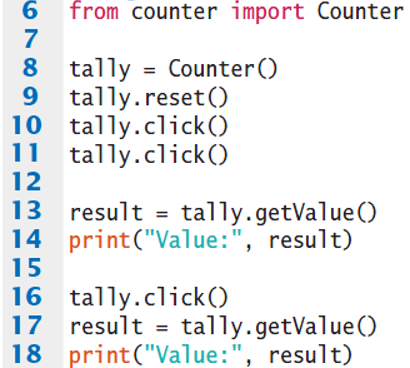 6 from counter import Counter
7
8 tally = Counter()
9 tally.reset()
10 tally.click()
11 tally.click()
12
13 result = tally.getValue()
14 print("Value:", result)
15
16 tally.click()
17 result = tally.getValue()
18 print("Value:", result)